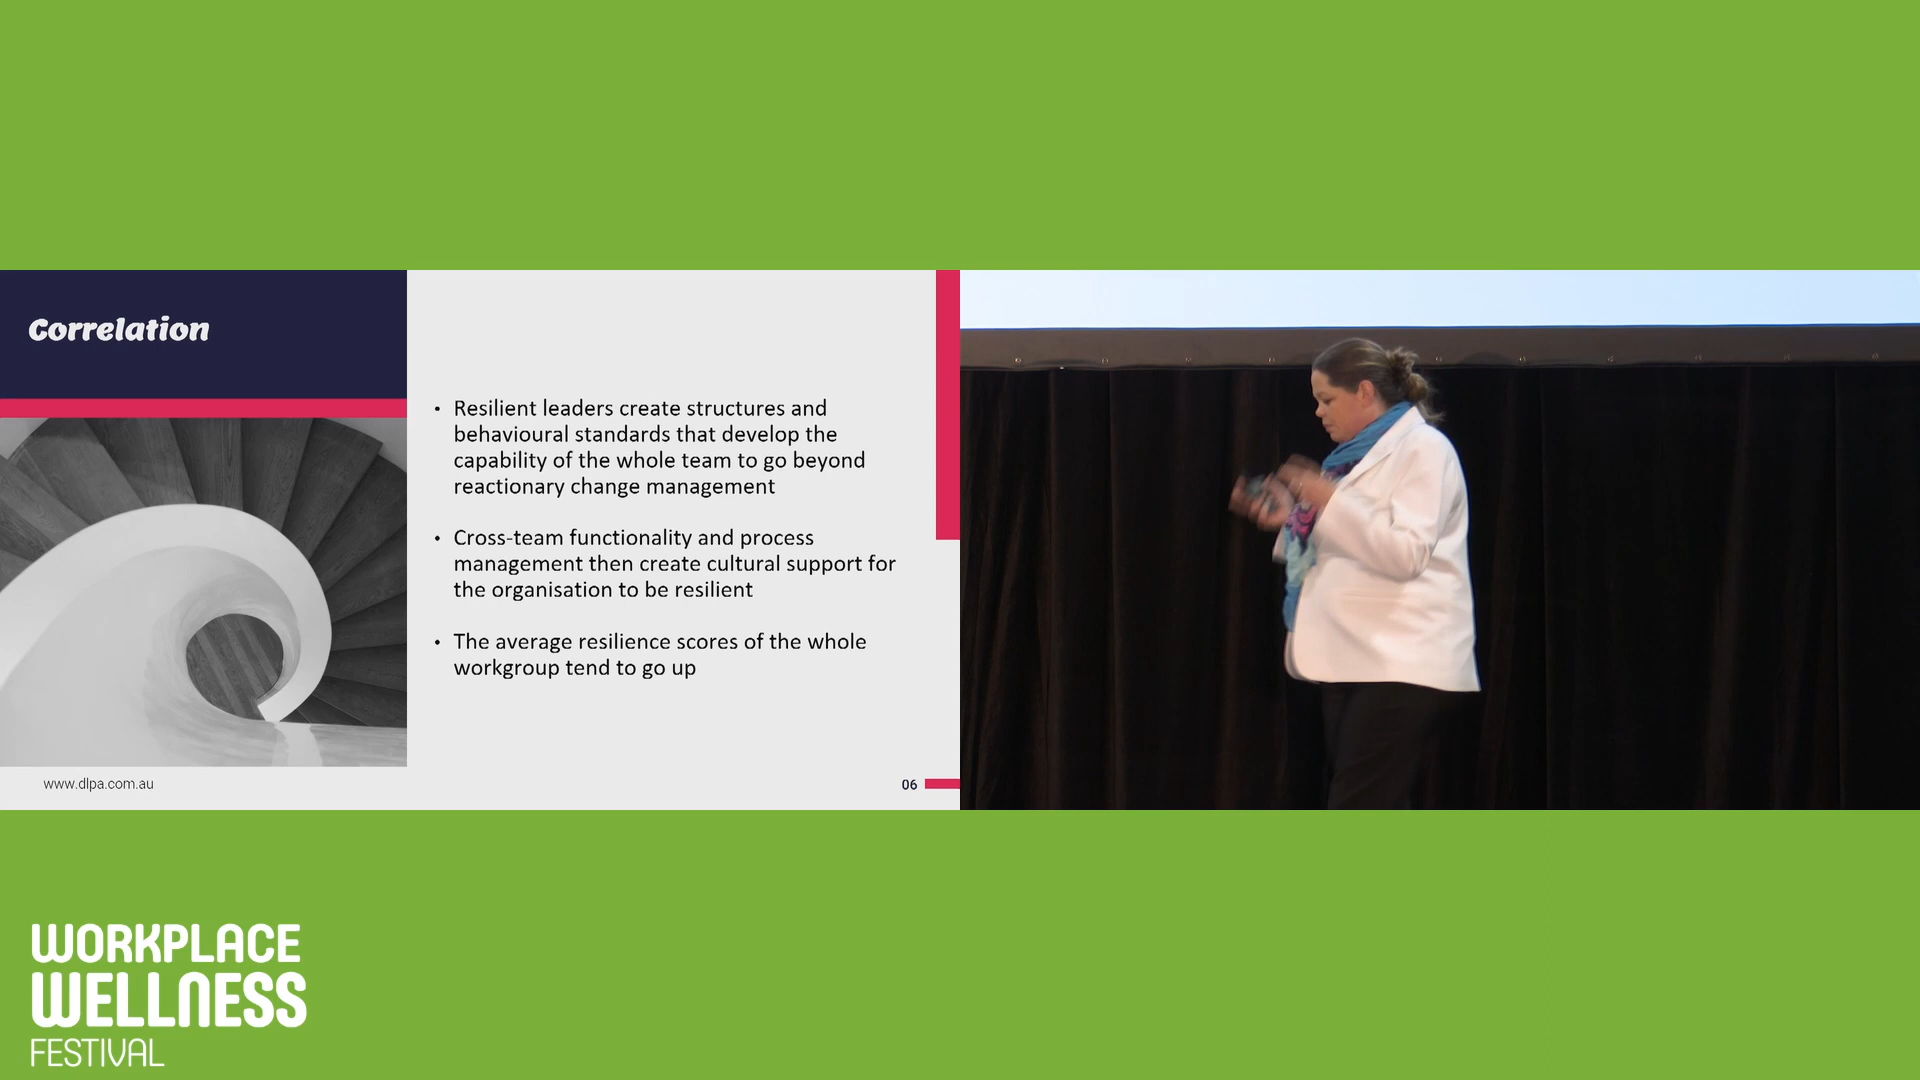 Correlation
• Resilient leaders create structures and
behavioural standards that develop the
capability of the whole team to go beyond
reactionary change management
• Cross-team functionality and process
management then create cultural support for
the organisation to be resilient
• The average resilience scores of the whole
workgroup tend to go up
www.dlpa.com.au
06
WORKPLACE
WELLNESS
FESTIVAL